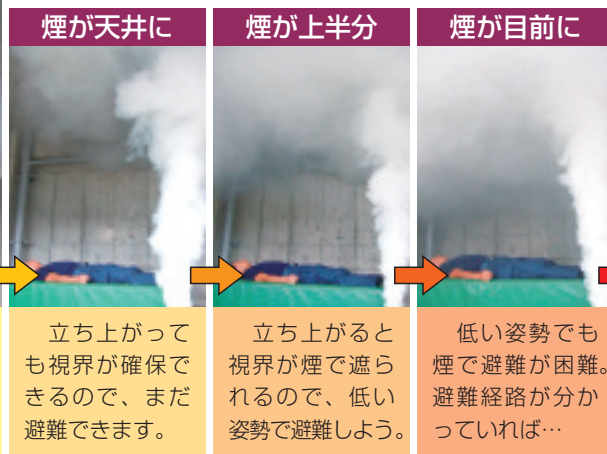 煙が天井に
立ち上がって
も視界が確保で
きるので、まだ
避難できます。
煙が上半分
立ち上がると
視界が煙で遮ら
れるので、低い
姿勢で避難しよう。
煙が目前に
低い姿勢でも
煙で避難が困難。
避難経路が分か
っていれば…